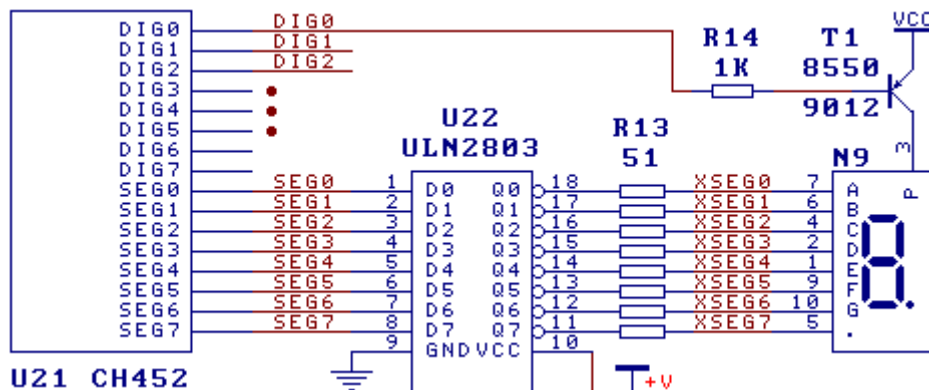 DIG0 DIG0 VCC
DIG1 DIG1 R14 T1
DIG2 DIG2 1K 8550
DIG3
DIG4 U22 9012
DIG5 ULN2803 R13 3
DIG6 51 N9
DIG7
SEG0 SEG0 1 D0 Q0 18 XSEG0 7 A P
SEG1 SEG1 2 D1 Q1 17 XSEG1 6 B
SEG2 SEG2 3 D2 Q2 16 XSEG2 4 C
SEG3 SEG3 4 D3 Q3 15 XSEG3 2 D
SEG4 SEG4 5 D4 Q4 14 XSEG4 1 E
SEG5 SEG5 6 D5 Q5 13 XSEG5 9 F
SEG6 SEG6 7 D6 Q6 12 XSEG6 10 G
SEG7 SEG7 8 D7 Q7 11 XSEG7 5 .
9 GND VCC 10
U21 CH452 +V